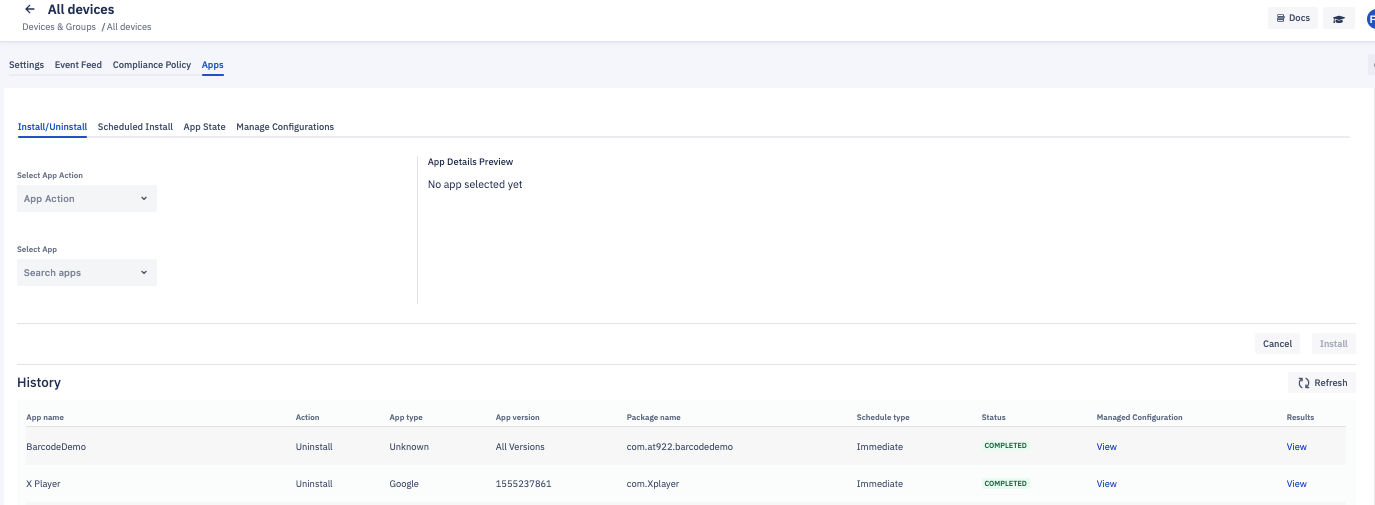 All devices
Devices & Groups / All devices
Docs
Settings Event Feed Compliance Policy Apps
Install/Uninstall Scheduled Install App State Manage Configurations
Select App Action
App Action
Select App
Search apps
App Details Preview
No app selected yet
Cancel Install
History
Refresh
App name Action App type App version Package name Schedule type Status Managed Configuration Results
BarcodeDemo Uninstall Unknown All Versions com.at922.barcodedemo Immediate COMPLETED View View
X Player Uninstall Google 1555237861 com.Xplayer Immediate COMPLETED View View